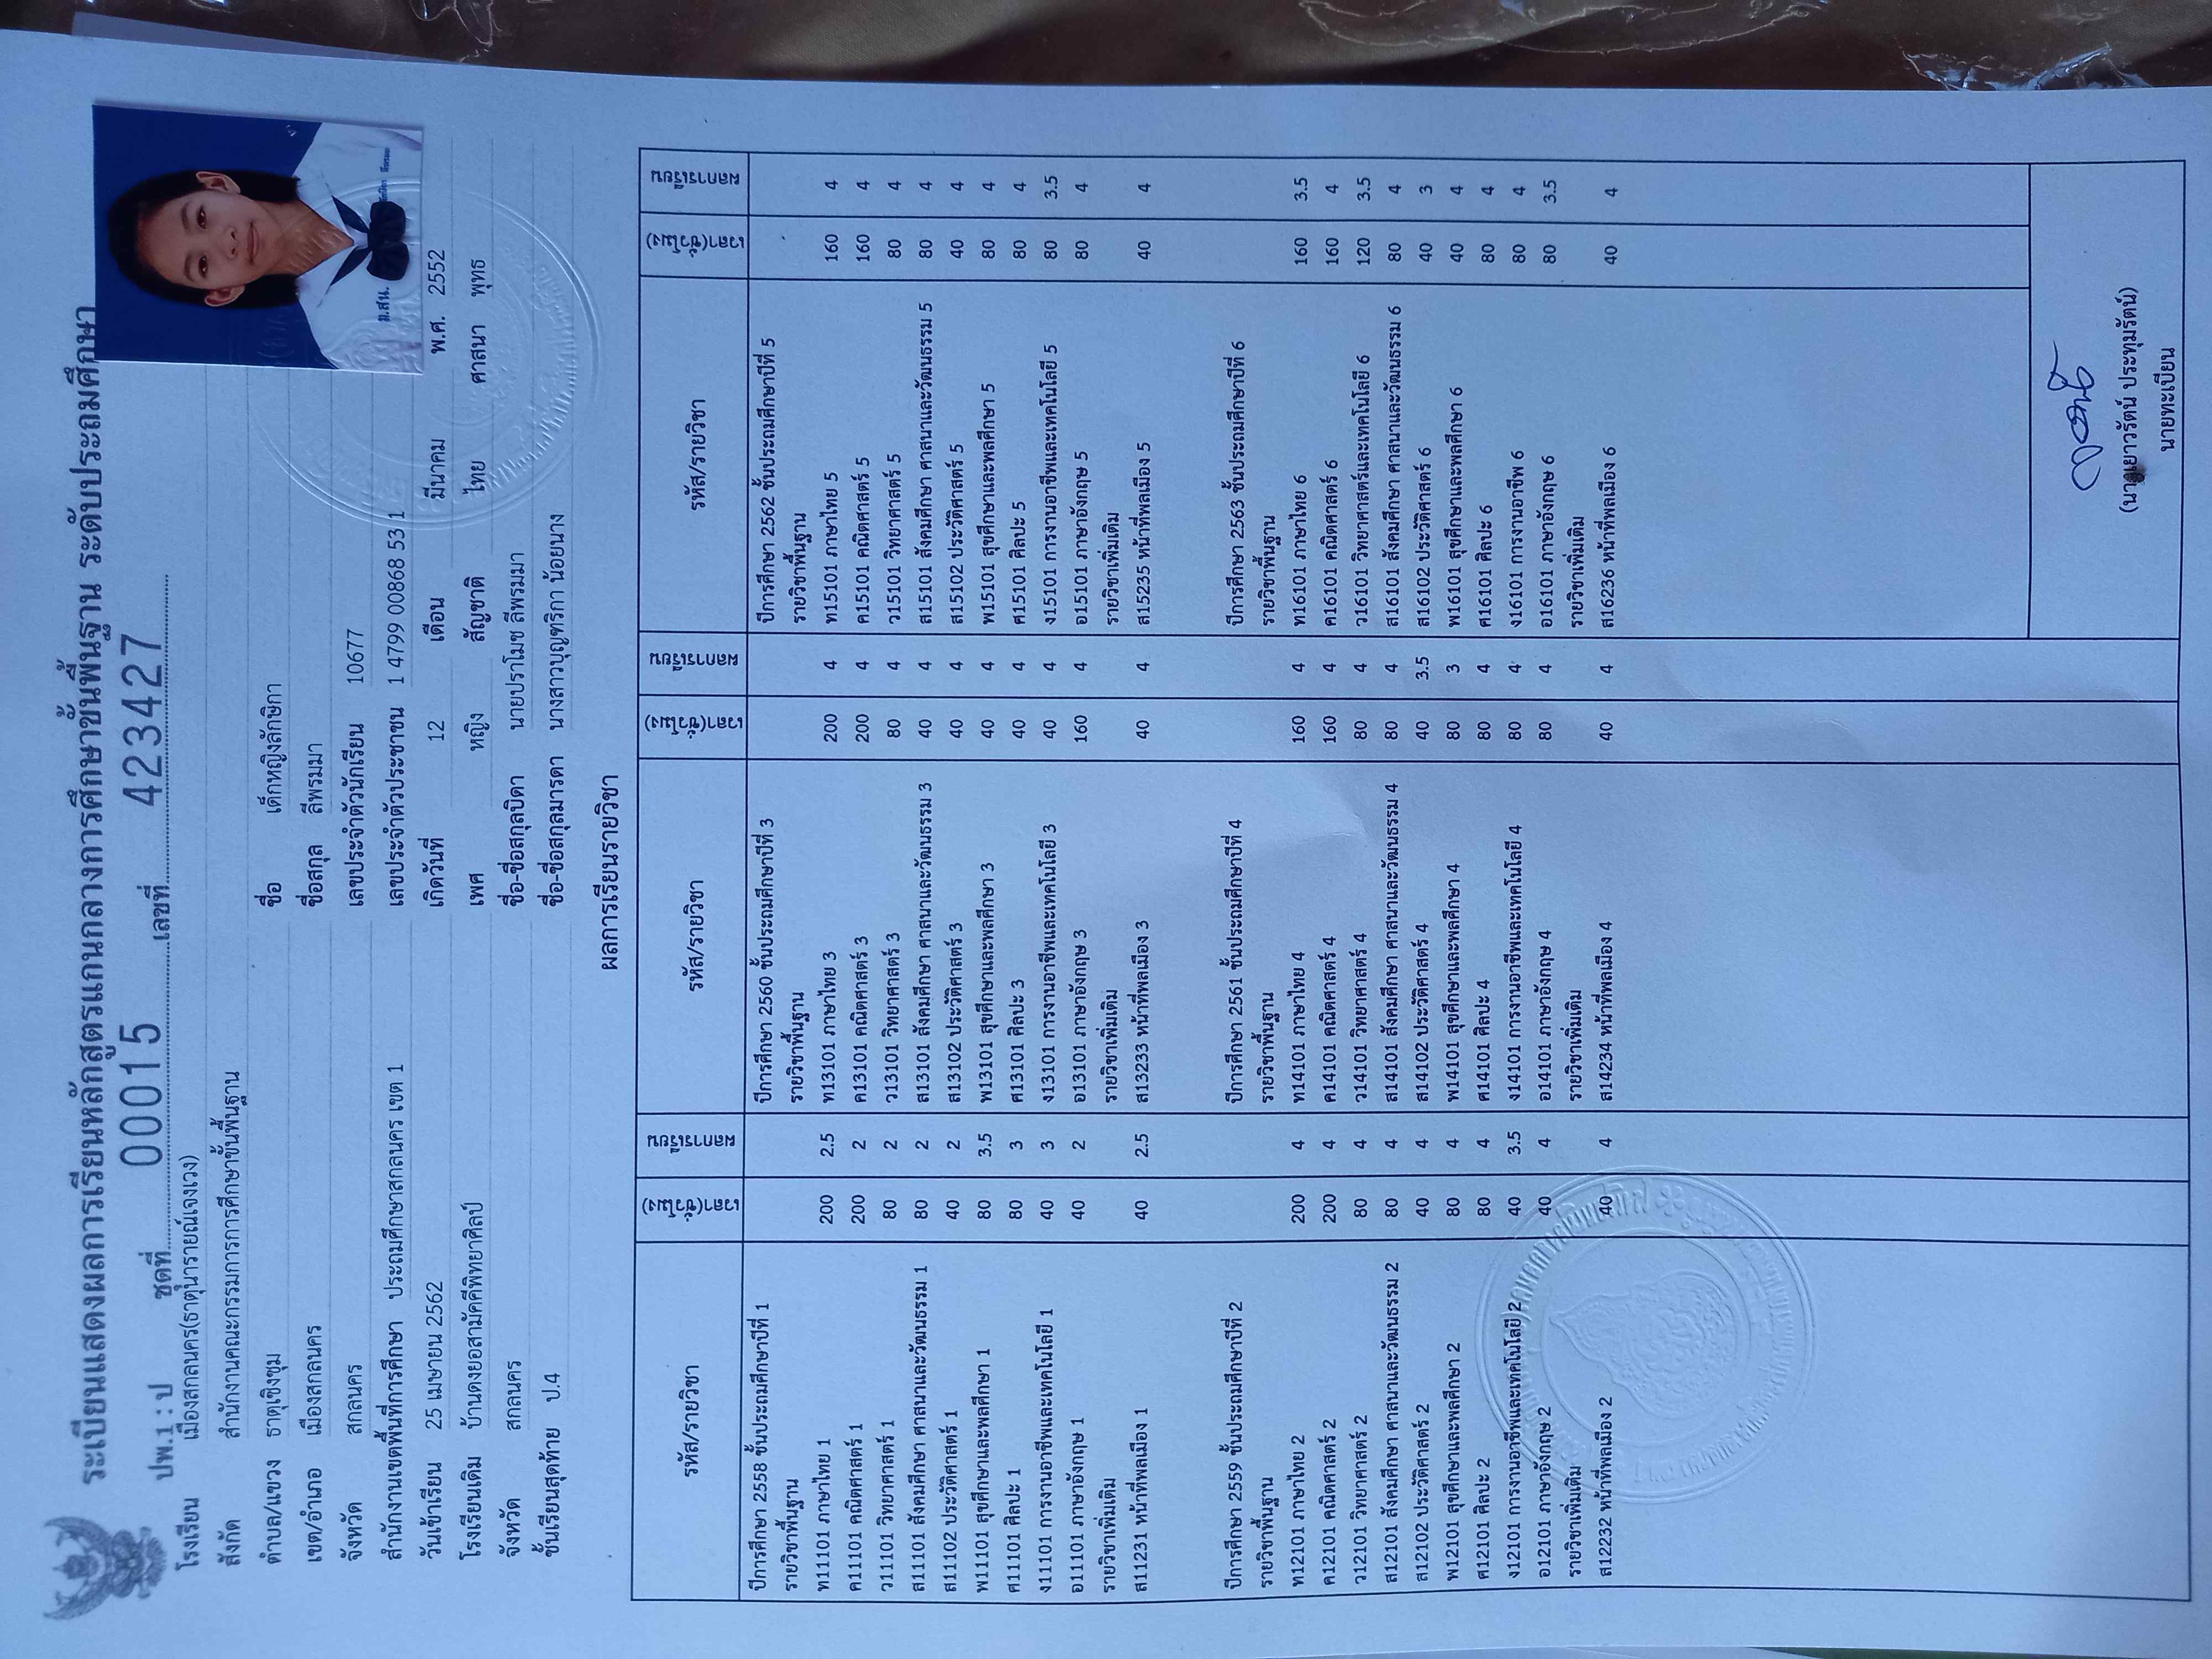 ระเบียนแสดงผลการเรียนหลักสูตรแกนกลางการศึกษาขั้นพื้นฐาน ระดับประถมศึกษา
ปพ.1 : ป ชุดที่ 00015 เลขที่ 423427
โรงเรียน เมืองสกลนคร(ธาตุนารายณ์เจงเวง)
สังกัด สำนักงานคณะกรรมการการศึกษาขั้นพื้นฐาน
ตำบล/แขวง ธาตุเชิงชุม
เขต/อำเภอ เมืองสกลนคร
จังหวัด สกลนคร
สำนักงานเขตพื้นที่การศึกษา ประถมศึกษาสกลนคร เขต 1
วันเข้าเรียน 25 เมษายน 2562
โรงเรียนเดิม บ้านดงยอสามัคคีพิทยาศิลป์
จังหวัด สกลนคร
ชั้นเรียนสุดท้าย ป.4
ชื่อ เด็กหญิงลักษิกา
ชื่อสกุล ลีพรมมา
เลขประจำตัวนักเรียน 10677
เลขประจำตัวประชาชน 1 4799 00868 53 1
เกิดวันที่ 12 เดือน มีนาคม พ.ศ. 2552
เพศ หญิง สัญชาติ ไทย ศาสนา พุทธ
ชื่อ-ชื่อสกุลบิดา นายปราโมช ลีพรมมา
ชื่อ-ชื่อสกุลมารดา นางสาวบุญฑริกา น้อยนาง
ม.สน.
ผลการเรียนรายวิชา
รหัส/รายวิชา เวลา(ชั่วโมง) ผลการเรียน
ปีการศึกษา 2558 ชั้นประถมศึกษาปีที่ 1
รายวิชาพื้นฐาน
ท11101 ภาษาไทย 1 200 2.5
ค11101 คณิตศาสตร์ 1 200 2
ว11101 วิทยาศาสตร์ 1 80 2
ส11101 สังคมศึกษา ศาสนาและวัฒนธรรม 1 80 2
ส11102 ประวัติศาสตร์ 1 40 2
พ11101 สุขศึกษาและพลศึกษา 1 80 3.5
ศ11101 ศิลปะ 1 80 3
ง11101 การงานอาชีพและเทคโนโลยี 1 40 3
อ11101 ภาษาอังกฤษ 1 40 2
รายวิชาเพิ่มเติม
ส11231 หน้าที่พลเมือง 1 40 2.5
ปีการศึกษา 2559 ชั้นประถมศึกษาปีที่ 2
รายวิชาพื้นฐาน
ท12101 ภาษาไทย 2 200 4
ค12101 คณิตศาสตร์ 2 200 4
ว12101 วิทยาศาสตร์ 2 80 4
ส12101 สังคมศึกษา ศาสนาและวัฒนธรรม 2 80 4
ส12102 ประวัติศาสตร์ 2 40 4
พ12101 สุขศึกษาและพลศึกษา 2 80 4
ศ12101 ศิลปะ 2 80 4
ง12101 การงานอาชีพและเทคโนโลยี 2 40 3.5
อ12101 ภาษาอังกฤษ 2 40 4
รายวิชาเพิ่มเติม
ส12232 หน้าที่พลเมือง 2 40 4
รหัส/รายวิชา เวลา(ชั่วโมง) ผลการเรียน
ปีการศึกษา 2560 ชั้นประถมศึกษาปีที่ 3
รายวิชาพื้นฐาน
ท13101 ภาษาไทย 3 200 4
ค13101 คณิตศาสตร์ 3 200 4
ว13101 วิทยาศาสตร์ 3 80 4
ส13101 สังคมศึกษา ศาสนาและวัฒนธรรม 3 40 4
ส13102 ประวัติศาสตร์ 3 40 4
พ13101 สุขศึกษาและพลศึกษา 3 40 4
ศ13101 ศิลปะ 3 40 4
ง13101 การงานอาชีพและเทคโนโลยี 3 40 4
อ13101 ภาษาอังกฤษ 3 160 4
รายวิชาเพิ่มเติม
ส13233 หน้าที่พลเมือง 3 40 4
ปีการศึกษา 2561 ชั้นประถมศึกษาปีที่ 4
รายวิชาพื้นฐาน
ท14101 ภาษาไทย 4 160 4
ค14101 คณิตศาสตร์ 4 160 4
ว14101 วิทยาศาสตร์ 4 80 4
ส14101 สังคมศึกษา ศาสนาและวัฒนธรรม 4 80 4
ส14102 ประวัติศาสตร์ 4 40 3.5
พ14101 สุขศึกษาและพลศึกษา 4 80 3
ศ14101 ศิลปะ 4 80 4
ง14101 การงานอาชีพและเทคโนโลยี 4 80 4
อ14101 ภาษาอังกฤษ 4 80 4
รายวิชาเพิ่มเติม
ส14234 หน้าที่พลเมือง 4 40 4
รหัส/รายวิชา เวลา(ชั่วโมง) ผลการเรียน
ปีการศึกษา 2562 ชั้นประถมศึกษาปีที่ 5
รายวิชาพื้นฐาน
ท15101 ภาษาไทย 5 160 4
ค15101 คณิตศาสตร์ 5 160 4
ว15101 วิทยาศาสตร์ 5 80 4
ส15101 สังคมศึกษา ศาสนาและวัฒนธรรม 5 80 4
ส15102 ประวัติศาสตร์ 5 40 4
พ15101 สุขศึกษาและพลศึกษา 5 80 4
ศ15101 ศิลปะ 5 80 4
ง15101 การงานอาชีพและเทคโนโลยี 5 80 3.5
อ15101 ภาษาอังกฤษ 5 80 4
รายวิชาเพิ่มเติม
ส15235 หน้าที่พลเมือง 5 40 4
ปีการศึกษา 2563 ชั้นประถมศึกษาปีที่ 6
รายวิชาพื้นฐาน
ท16101 ภาษาไทย 6 160 3.5
ค16101 คณิตศาสตร์ 6 160 4
ว16101 วิทยาศาสตร์และเทคโนโลยี 6 120 3.5
ส16101 สังคมศึกษา ศาสนาและวัฒนธรรม 6 80 4
ส16102 ประวัติศาสตร์ 6 40 3
พ16101 สุขศึกษาและพลศึกษา 6 40 4
ศ16101 ศิลปะ 6 80 4
ง16101 การงานอาชีพ 6 80 4
อ16101 ภาษาอังกฤษ 6 80 3.5
รายวิชาเพิ่มเติม
ส16236 หน้าที่พลเมือง 6 40 4
(นางเยาวรัตน์ ประทุมรัตน์)
นายทะเบียน